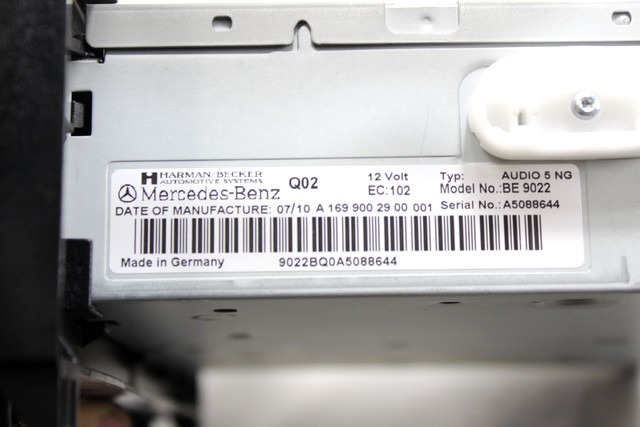 HARMAN/BECKER
AUTOMOTIVE SYSTEMS
Mercedes-Benz Q02 12 Volt EC:102 Typ: AUDIO 5 NG
Model No.: BE 9022
DATE OF MANUFACTURE: 07/10 A 169 900 29 00 001 Serial No.: A5088644
Made in Germany 9022BQ0A5088644